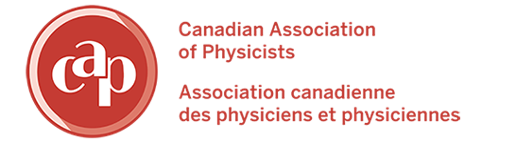 cap
Canadian Association
of Physicists
Association canadienne
des physiciens et physiciennes